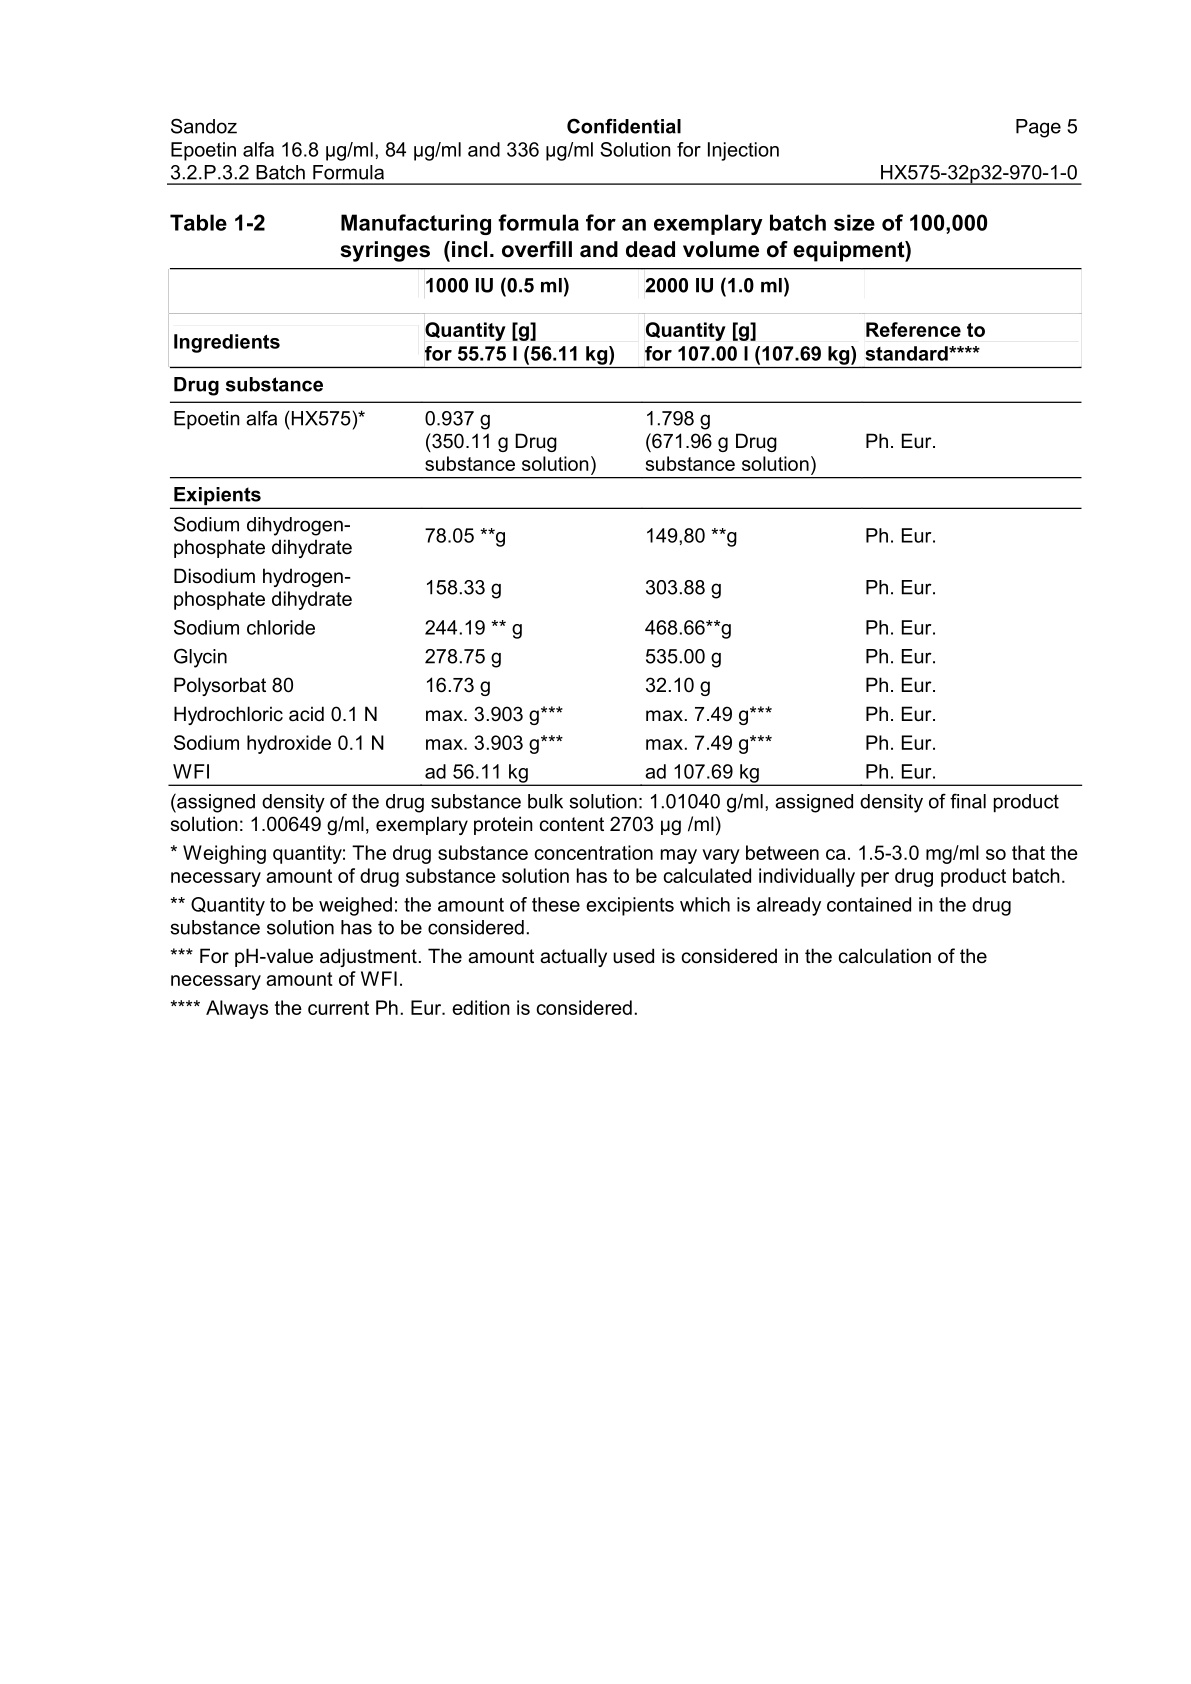 Sandoz Confidential Page 5
Epoetin alfa 16.8 µg/ml, 84 µg/ml and 336 µg/ml Solution for Injection
3.2.P.3.2 Batch Formula HX575-32p32-970-1-0
Table 1-2 Manufacturing formula for an exemplary batch size of 100,000
syringes (incl. overfill and dead volume of equipment)
1000 IU (0.5 ml) 2000 IU (1.0 ml)
Ingredients Quantity [g] Quantity [g] Reference to
for 55.75 l (56.11 kg) for 107.00 l (107.69 kg) standard****
Drug substance
Epoetin alfa (HX575)* 0.937 g 1.798 g
(350.11 g Drug (671.96 g Drug Ph. Eur.
substance solution) substance solution)
Exipients
Sodium dihydrogen-
phosphate dihydrate 78.05 **g 149,80 **g Ph. Eur.
Disodium hydrogen-
phosphate dihydrate 158.33 g 303.88 g Ph. Eur.
Sodium chloride 244.19 ** g 468.66**g Ph. Eur.
Glycin 278.75 g 535.00 g Ph. Eur.
Polysorbat 80 16.73 g 32.10 g Ph. Eur.
Hydrochloric acid 0.1 N max. 3.903 g*** max. 7.49 g*** Ph. Eur.
Sodium hydroxide 0.1 N max. 3.903 g*** max. 7.49 g*** Ph. Eur.
WFI ad 56.11 kg ad 107.69 kg Ph. Eur.
(assigned density of the drug substance bulk solution: 1.01040 g/ml, assigned density of final product
solution: 1.00649 g/ml, exemplary protein content 2703 µg /ml)
* Weighing quantity: The drug substance concentration may vary between ca. 1.5-3.0 mg/ml so that the
necessary amount of drug substance solution has to be calculated individually per drug product batch.
** Quantity to be weighed: the amount of these excipients which is already contained in the drug
substance solution has to be considered.
*** For pH-value adjustment. The amount actually used is considered in the calculation of the
necessary amount of WFI.
**** Always the current Ph. Eur. edition is considered.